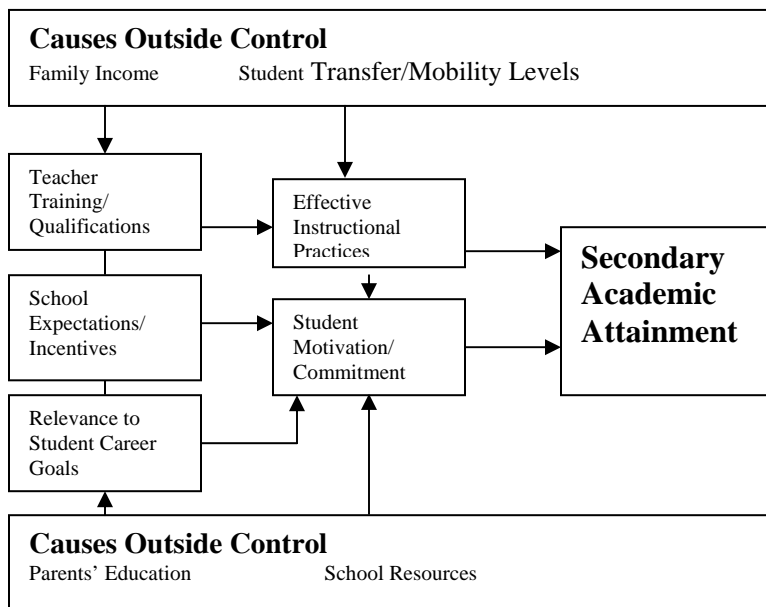 Causes Outside Control
Family Income Student Transfer/Mobility Levels
Teacher
Training/
Qualifications
Effective
Instructional
Practices
School
Expectations/
Incentives
Student
Motivation/
Commitment
Secondary
Academic
Attainment
Relevance to
Student Career
Goals
Causes Outside Control
Parents’ Education School Resources